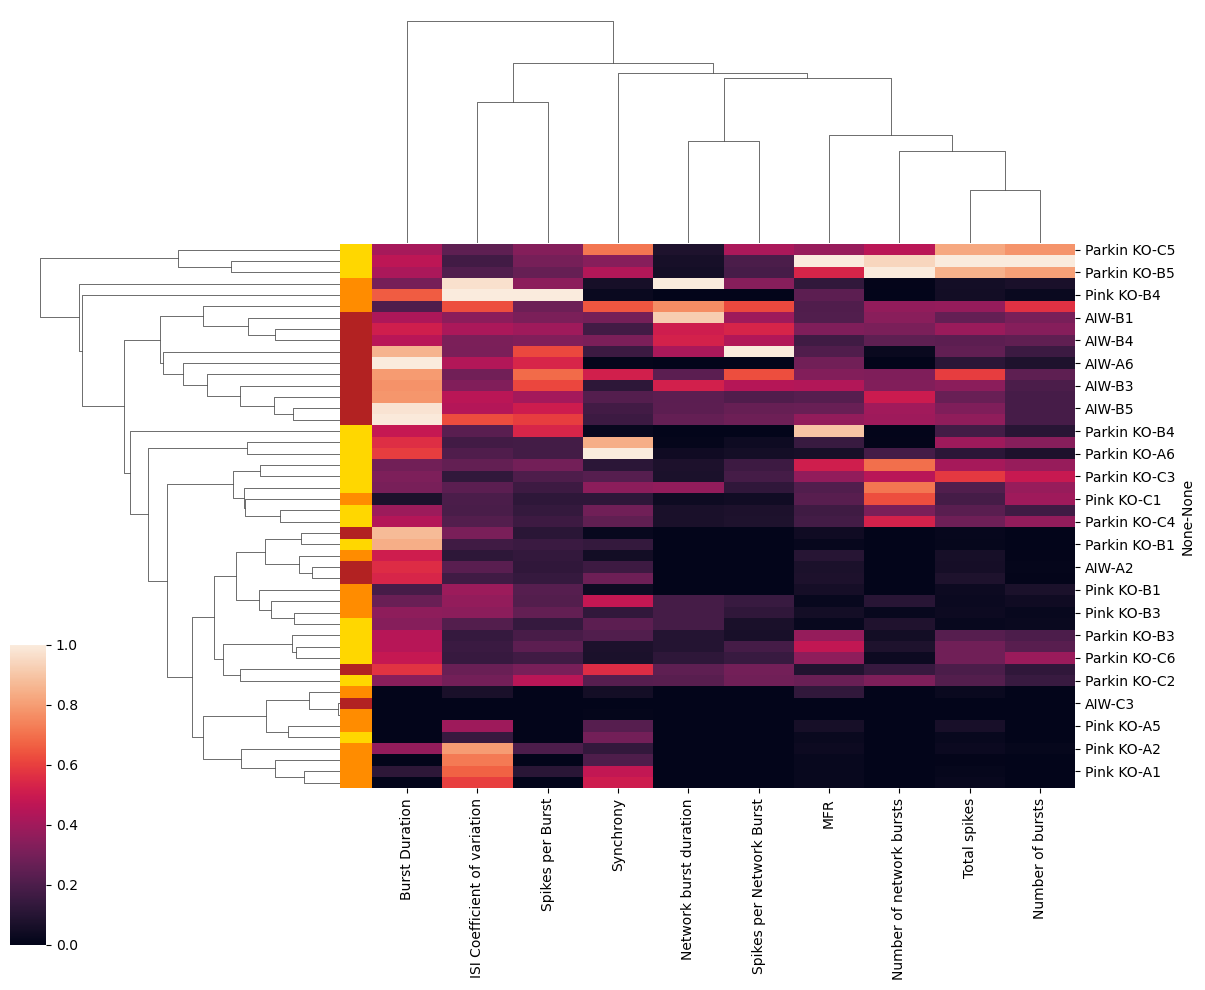 Parkin KO-C5
Parkin KO-B5
Pink KO-B4
AIW-B1
AIW-B4
AIW-A6
AIW-B3
AIW-B5
Parkin KO-B4
Parkin KO-A6
Parkin KO-C3
Pink KO-C1
Parkin KO-C4
Parkin KO-B1
AIW-A2
Pink KO-B1
Pink KO-B3
Parkin KO-B3
Parkin KO-C6
Parkin KO-C2
AIW-C3
Pink KO-A5
Pink KO-A2
Pink KO-A1
None-None
1.0
0.8
0.6
0.4
0.2
0.0
Burst Duration
ISI Coefficient of variation
Spikes per Burst
Synchrony
Network burst duration
Spikes per Network Burst
MFR
Number of network bursts
Total spikes
Number of bursts